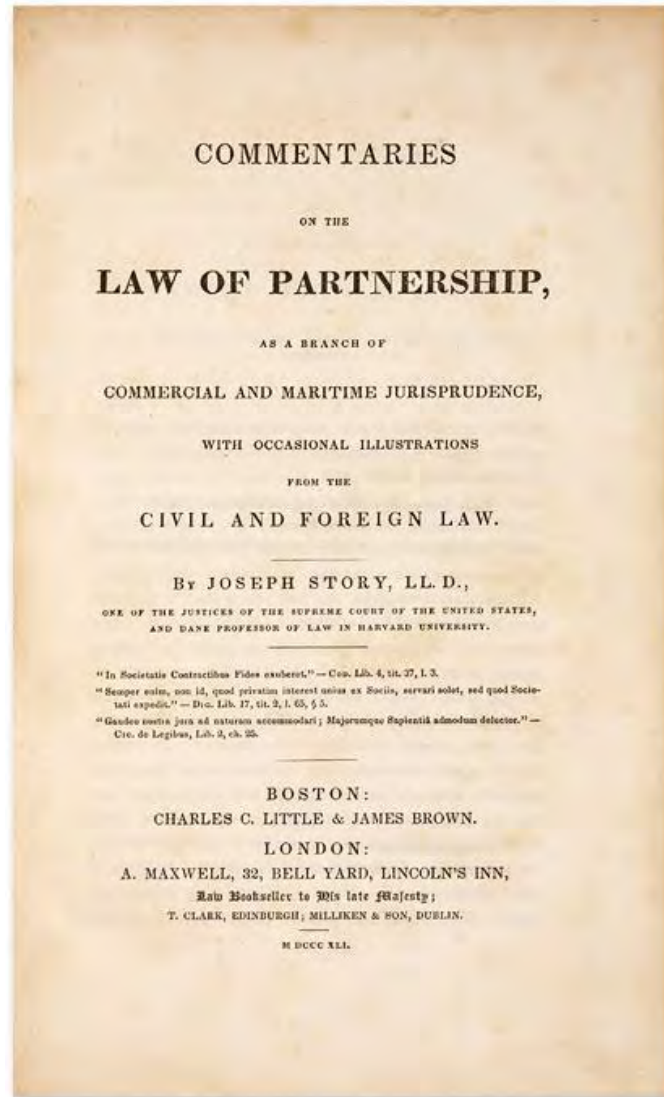 COMMENTARIES
ON THE
LAW OF PARTNERSHIP,
AS A BRANCH OF
COMMERCIAL AND MARITIME JURISPRUDENCE,
WITH OCCASIONAL ILLUSTRATIONS
FROM THE
CIVIL AND FOREIGN LAW.
BY JOSEPH STORY, LL. D.,
ONE OF THE JUSTICES OF THE SUPREME COURT OF THE UNITED STATES,
AND DANE PROFESSOR OF LAW IN HARVARD UNIVERSITY.
"In Societatis Contractibus Fides exuberet." — COD. Lib. 4, tit. 37, l. 3.
"Semper enim, non id, quod privatim interest unius ex Sociis, servari solet, sed quod Socie-
tati expedit." — DIG. Lib. 17, tit. 2, l. 65, § 5.
"Gaudeo nostra jura ad naturam accommodari; Majorumque Sapientiâ admodum delector." —
CIC. de Legibus, Lib. 2, ch. 25.
BOSTON:
CHARLES C. LITTLE & JAMES BROWN.
LONDON:
A. MAXWELL, 32, BELL YARD, LINCOLN'S INN,
Law Bookseller to His late Majesty;
T. CLARK, EDINBURGH; MILLIKEN & SON, DUBLIN.
M DCCC XLI.